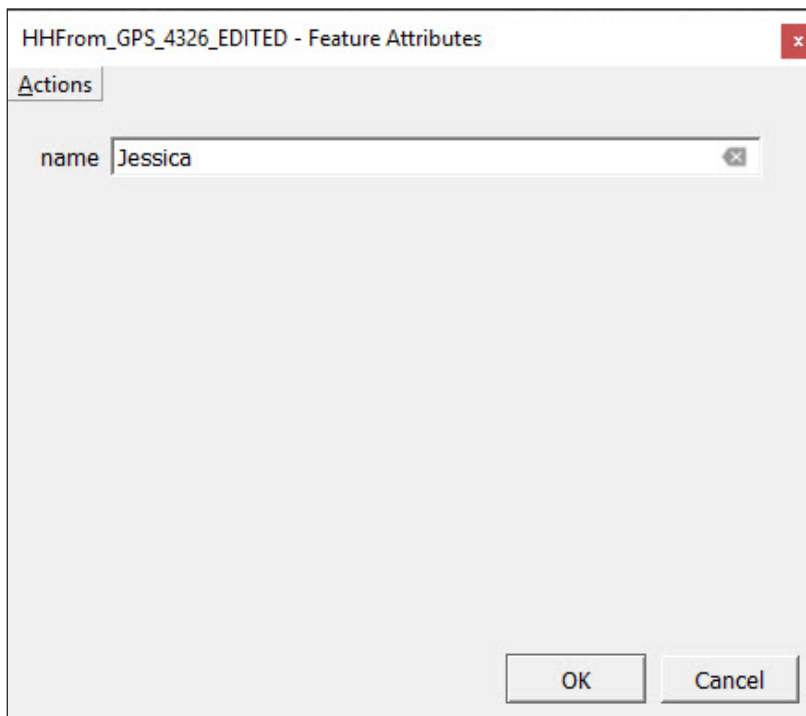 HHFrom_GPS_4326_EDITED - Feature Attributes
x
Actions
name Jessica
OK Cancel